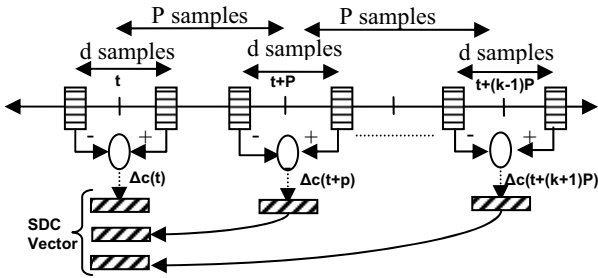 P samples
P samples
d samples
d samples
d samples
t
t+P
t+(k-1)P
- +
- +
- +
Δc(t)
Δc(t+p)
Δc(t+(k+1)P)
SDC
Vector